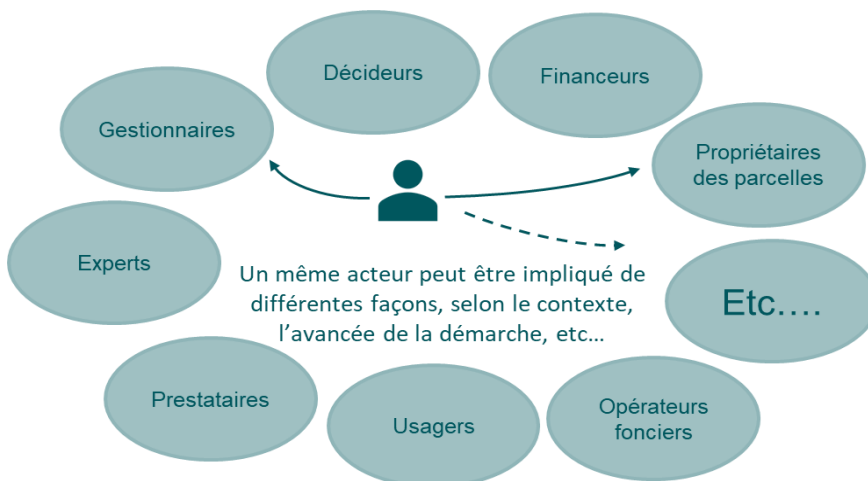 Décideurs
Financeurs
Gestionnaires
Propriétaires
des parcelles
Experts
Un même acteur peut être impliqué de
différentes façons, selon le contexte,
l’avancée de la démarche, etc…
Etc….
Prestataires
Usagers
Opérateurs
fonciers